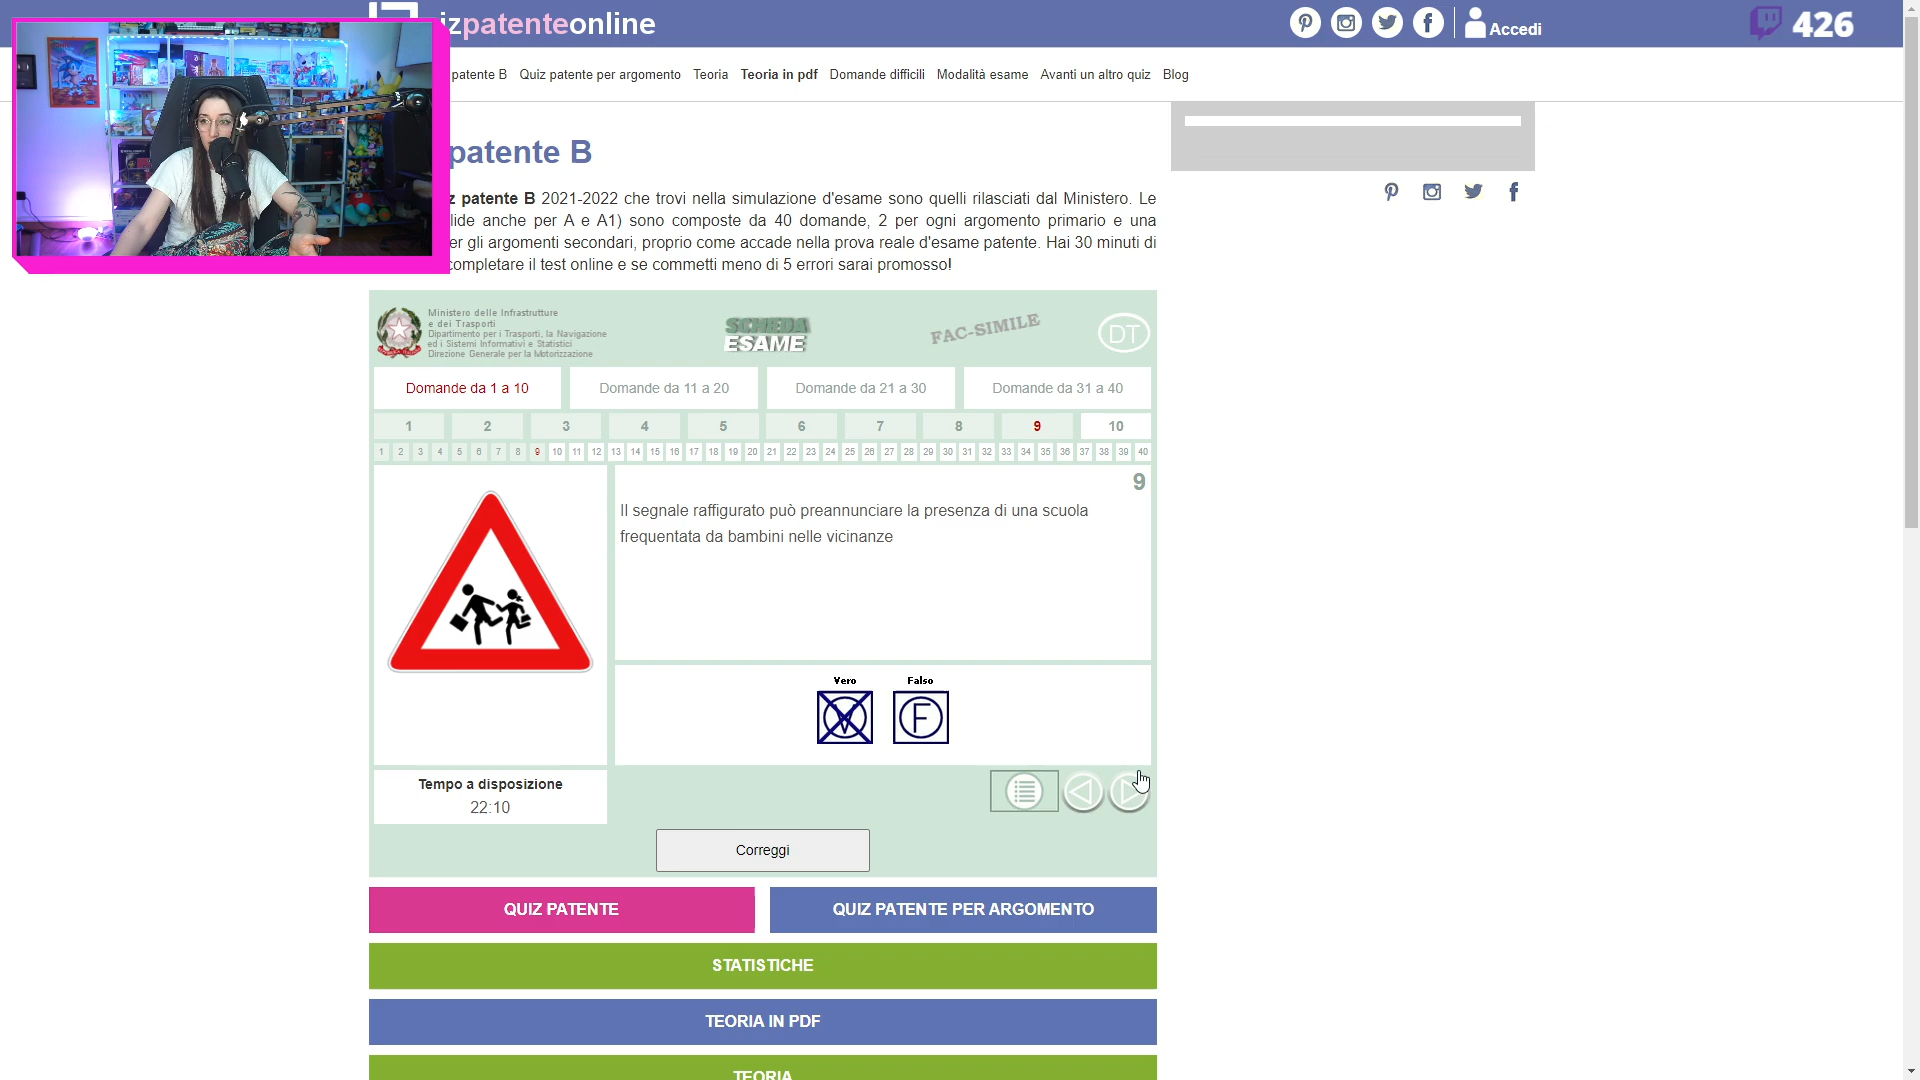 izpatenteonline
Accedi
426
patente B Quiz patente per argomento Teoria Teoria in pdf Domande difficili Modalità esame Avanti un altro quiz Blog
patente B
z patente B 2021-2022 che trovi nella simulazione d'esame sono quelli rilasciati dal Ministero. Le
lide anche per A e A1) sono composte da 40 domande, 2 per ogni argomento primario e una
er gli argomenti secondari, proprio come accade nella prova reale d'esame patente. Hai 30 minuti di
completare il test online e se commetti meno di 5 errori sarai promosso!
Ministero delle Infrastrutture
e dei Trasporti
Dipartimento per i Trasporti, la Navigazione
ed i Sistemi Informativi e Statistici
Direzione Generale per la Motorizzazione
SCHEDA
ESAME
FAC-SIMILE
DT
Domande da 1 a 10 Domande da 11 a 20 Domande da 21 a 30 Domande da 31 a 40
1 2 3 4 5 6 7 8 9 10
1 2 3 4 5 6 7 8 9 10 11 12 13 14 15 16 17 18 19 20 21 22 23 24 25 26 27 28 29 30 31 32 33 34 35 36 37 38 39 40
9
Il segnale raffigurato può preannunciare la presenza di una scuola
frequentata da bambini nelle vicinanze
Vero Falso
V F
Tempo a disposizione
22:10
Correggi
QUIZ PATENTE QUIZ PATENTE PER ARGOMENTO
STATISTICHE
TEORIA IN PDF
TEORIA